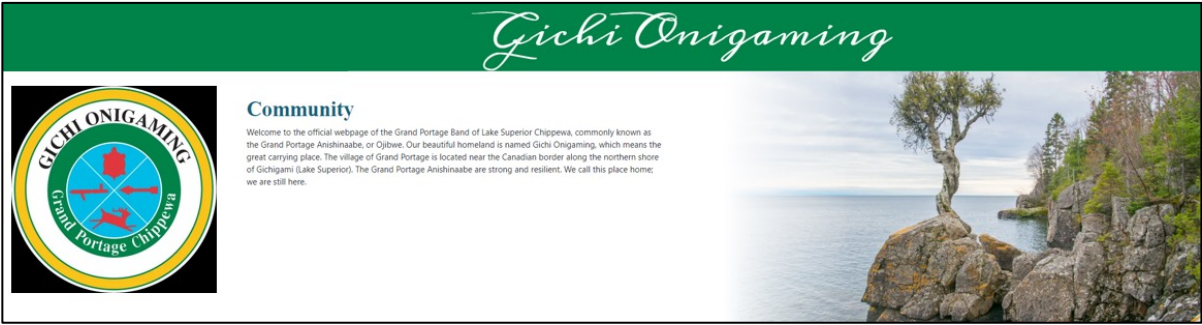 Gichi Onigaming
GICHI ONIGAMING
Grand Portage Chippewa
Community
Welcome to the official webpage of the Grand Portage Band of Lake Superior Chippewa, commonly known as
the Grand Portage Anishinaabe, or Ojibwe. Our beautiful homeland is named Gichi Onigaming, which means the
great carrying place. The village of Grand Portage is located near the Canadian border along the northern shore
of Gichigami (Lake Superior). The Grand Portage Anishinaabe are strong and resilient. We call this place home;
we are still here.